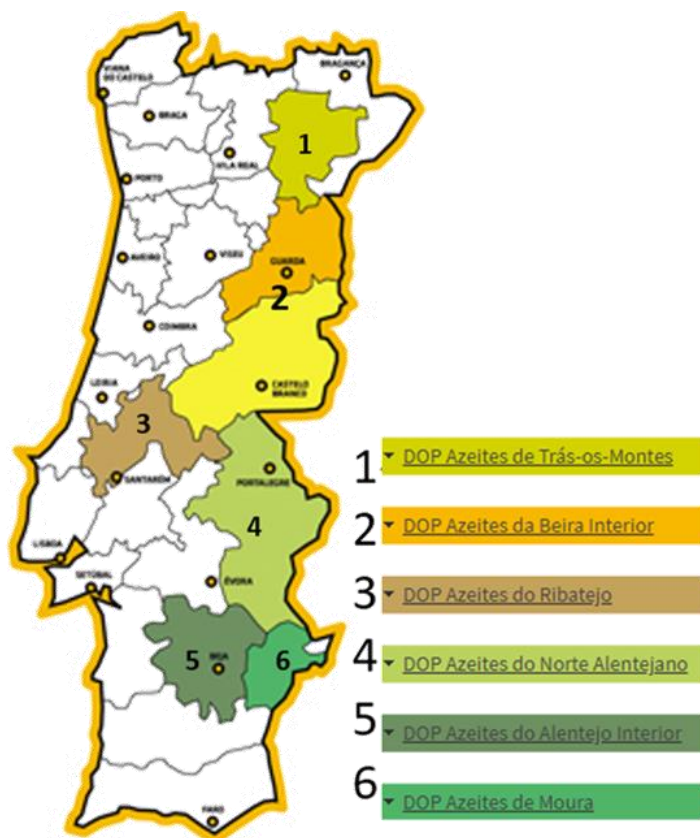 VIANA
DO CASTELO
BRAGANÇA
BRAGA
1
VILA REAL
PORTO
AVEIRO
VISEU
GUARDA
2
COIMBRA
LEIRIA
CASTELO
BRANCO
3
SANTARÉM
PORTALEGRE
4
LISBOA
SETÚBAL
ÉVORA
5
BEJA
6
FARO
1 DOP Azeites de Trás-os-Montes
2 DOP Azeites da Beira Interior
3 DOP Azeites do Ribatejo
4 DOP Azeites do Norte Alentejano
5 DOP Azeites do Alentejo Interior
6 DOP Azeites de Moura